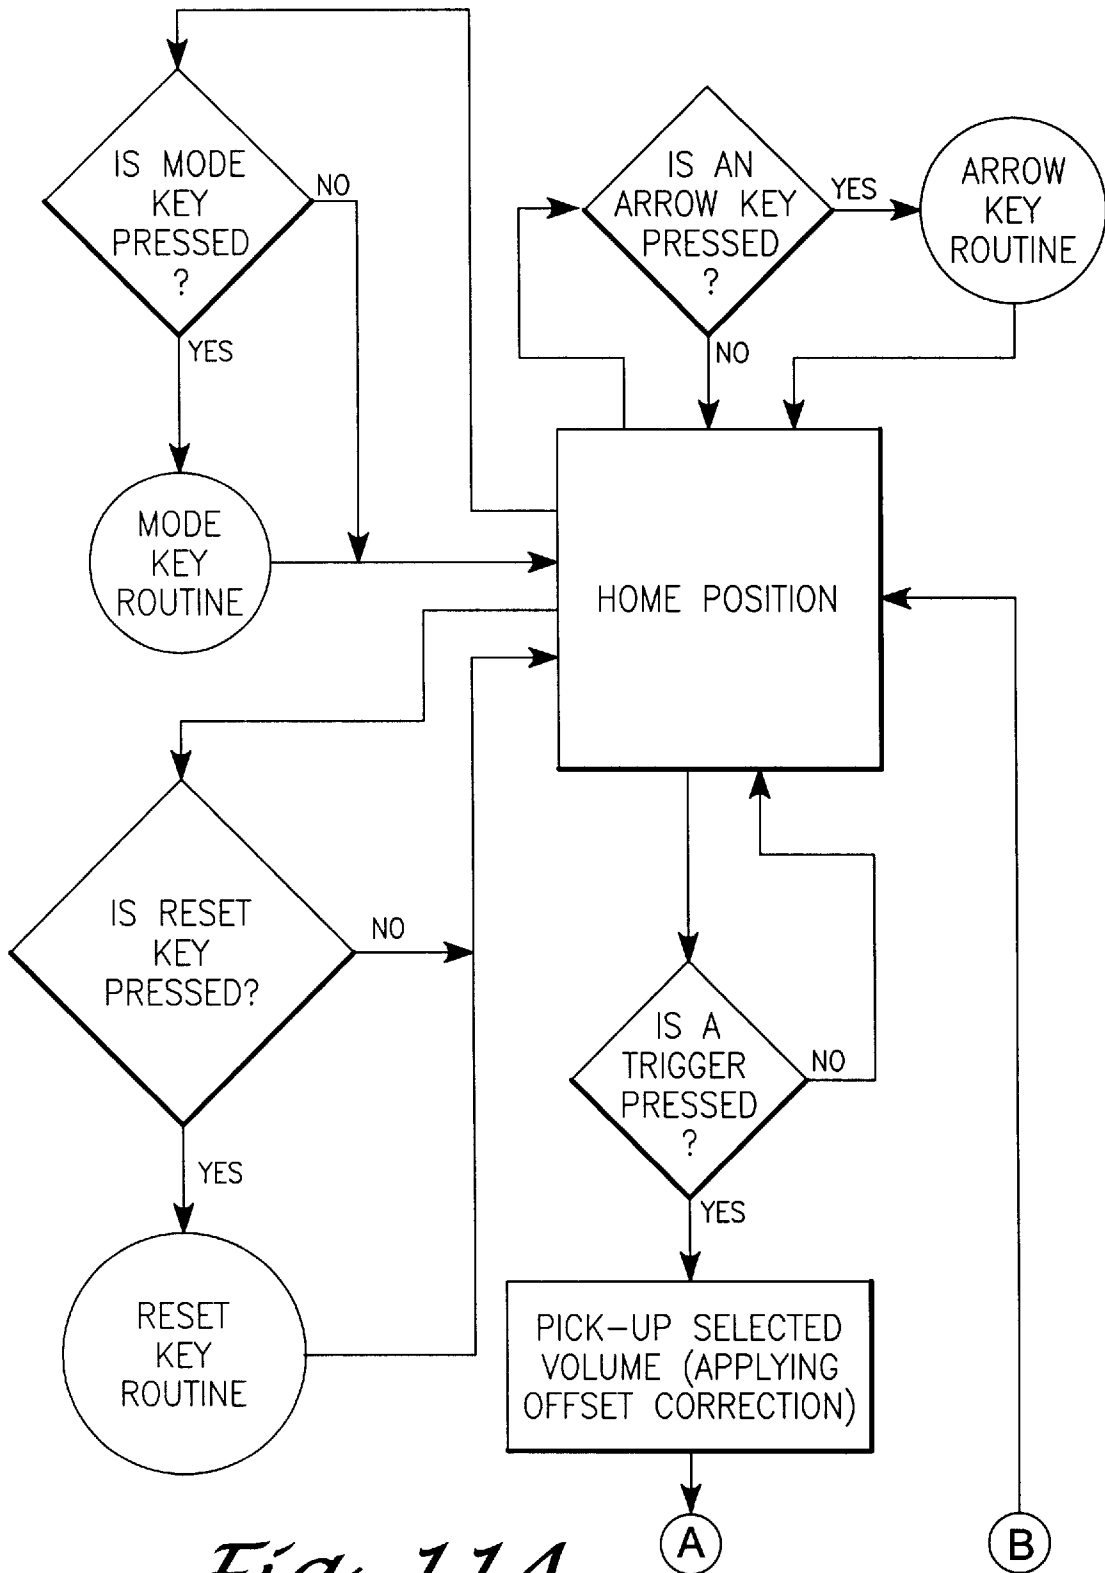 IS MODE
KEY
PRESSED
?
NO
YES
MODE
KEY
ROUTINE
IS AN
ARROW KEY
PRESSED
?
YES
NO
ARROW
KEY
ROUTINE
HOME POSITION
IS RESET
KEY
PRESSED?
NO
YES
RESET
KEY
ROUTINE
IS A
TRIGGER
PRESSED
?
NO
YES
PICK-UP SELECTED
VOLUME (APPLYING
OFFSET CORRECTION)
A
B
Fig. 11A